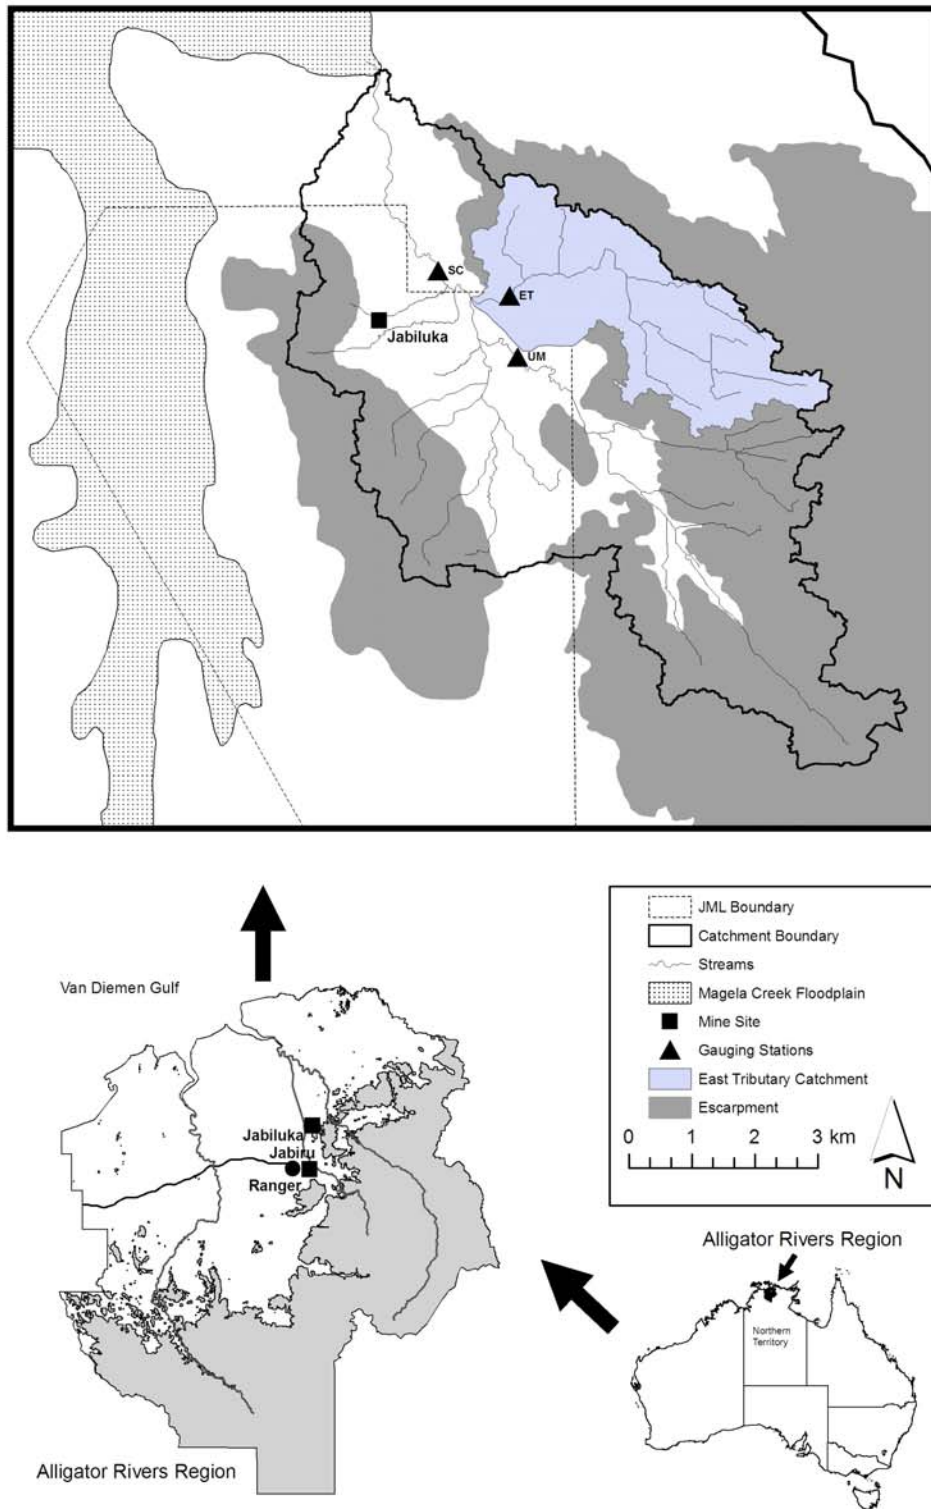 SC
ET
Jabiluka
UM
JML Boundary
Catchment Boundary
Streams
Magela Creek Floodplain
Mine Site
Gauging Stations
East Tributary Catchment
Escarpment
0 1 2 3 km
N
Van Diemen Gulf
Jabiluka
Jabiru
Ranger
Alligator Rivers Region
Alligator Rivers Region
Northern
Territory